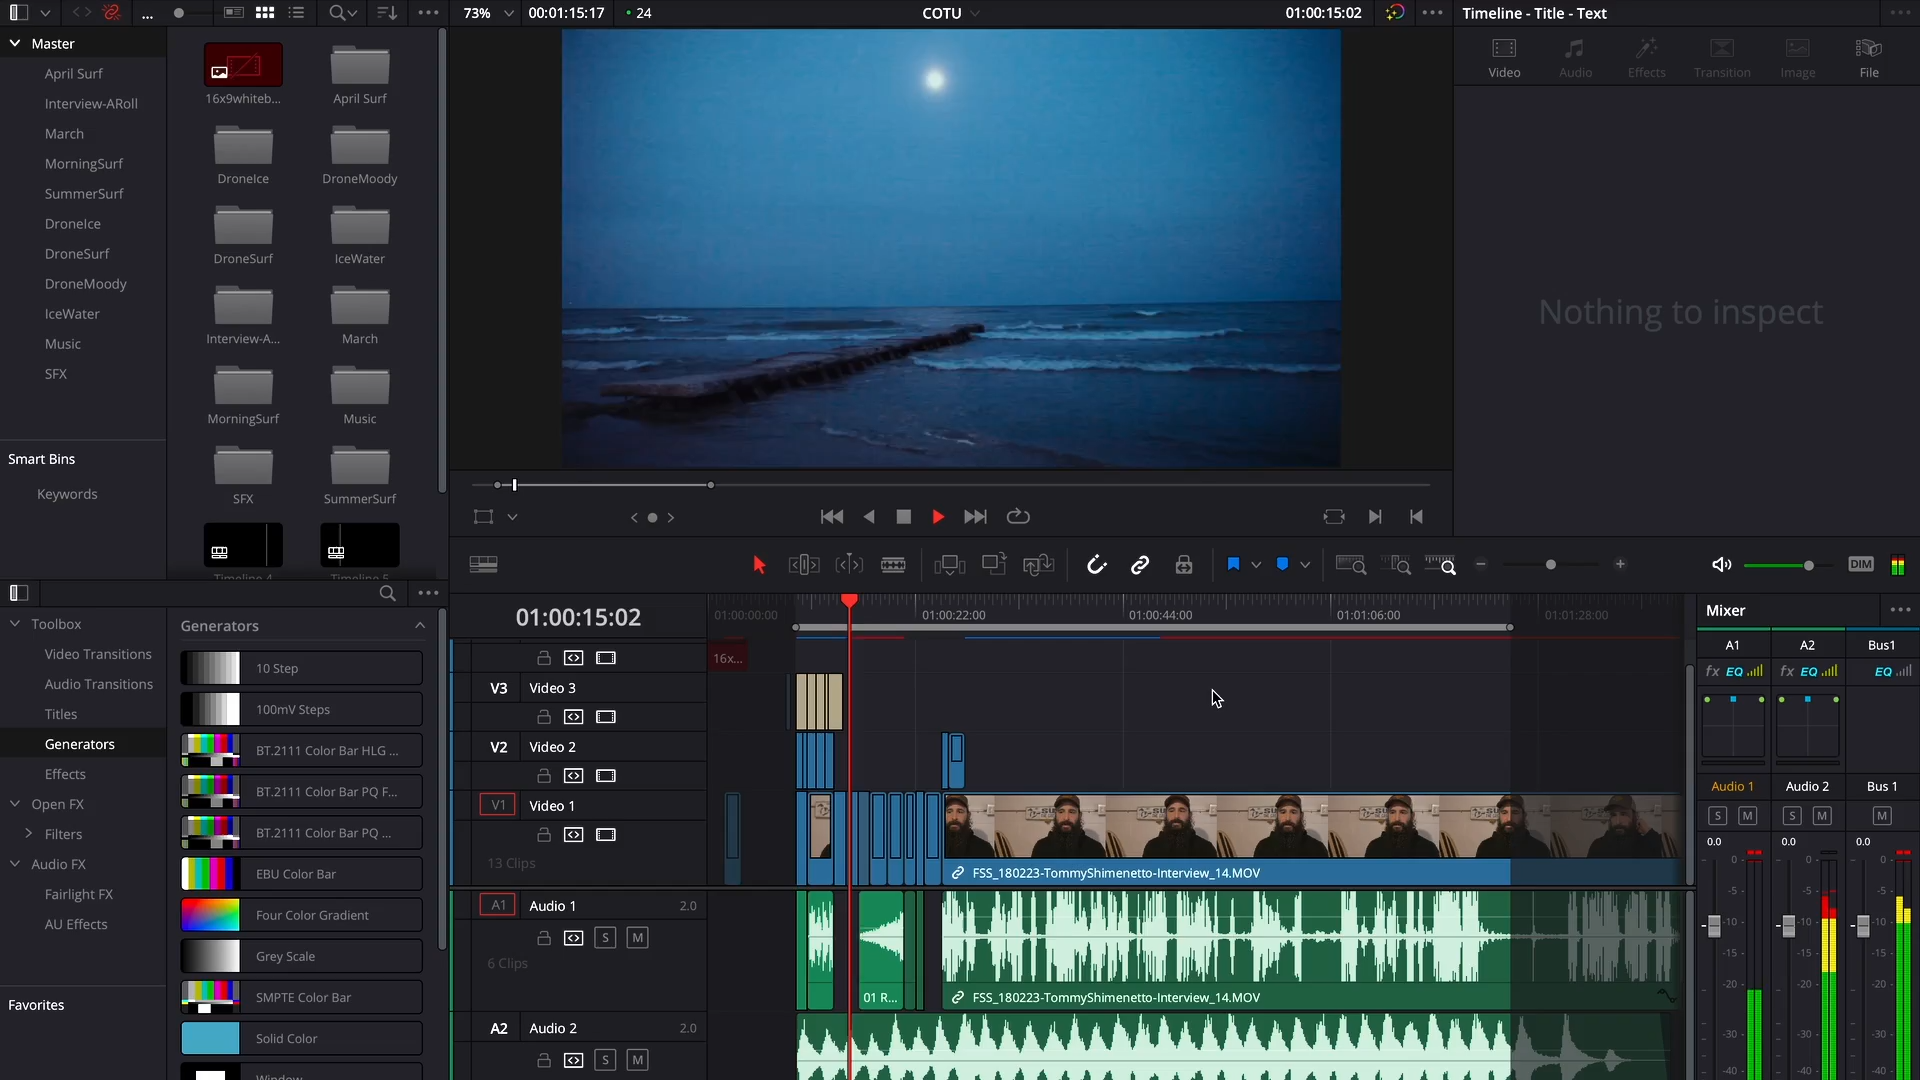 ...
73%
00:01:15:17
24
COTU
01:00:15:02
Timeline - Title - Text
Master
April Surf
Interview-ARoll
March
MorningSurf
SummerSurf
DroneIce
DroneSurf
DroneMoody
IceWater
Music
SFX
Smart Bins
Keywords
16x9whiteb...
April Surf
DroneIce
DroneMoody
DroneSurf
IceWater
Interview-A...
March
MorningSurf
Music
SFX
SummerSurf
Timeline 4
Timeline 5
Video
Audio
Effects
Transition
Image
File
Nothing to inspect
DIM
Toolbox
Video Transitions
Audio Transitions
Titles
Generators
Effects
Open FX
Filters
Audio FX
Fairlight FX
AU Effects
Favorites
Generators
10 Step
100mV Steps
BT.2111 Color Bar HLG ...
BT.2111 Color Bar PQ F...
BT.2111 Color Bar PQ ...
EBU Color Bar
Four Color Gradient
Grey Scale
SMPTE Color Bar
Solid Color
Window
01:00:15:02
01:00:00:00
01:00:22:00
01:00:44:00
01:01:06:00
01:01:28:00
16x...
V3
Video 3
V2
Video 2
V1
Video 1
13 Clips
FSS_180223-TommyShimenetto-Interview_14.MOV
A1
Audio 1
2.0
S
M
6 Clips
01 R...
FSS_180223-TommyShimenetto-Interview_14.MOV
A2
Audio 2
2.0
S
M
Mixer
A1
A2
Bus1
fx EQ
fx EQ
EQ
Audio 1
Audio 2
Bus 1
S M
S M
M
0.0
0.0
0.0
0
0
0
-5
-5
-5
-10
-10
-10
-20
-20
-20
-30
-30
-30
-40
-40
-40